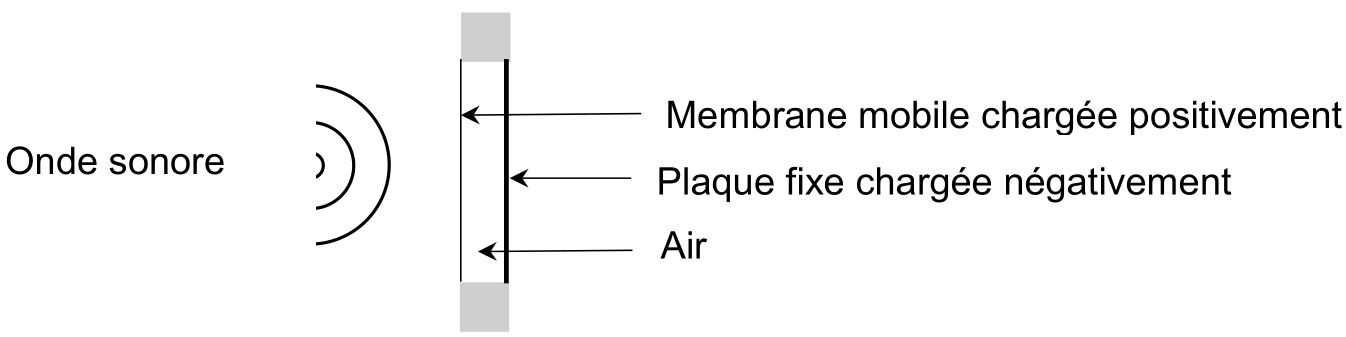 Membrane mobile chargée positivement
Onde sonore
Plaque fixe chargée négativement
Air